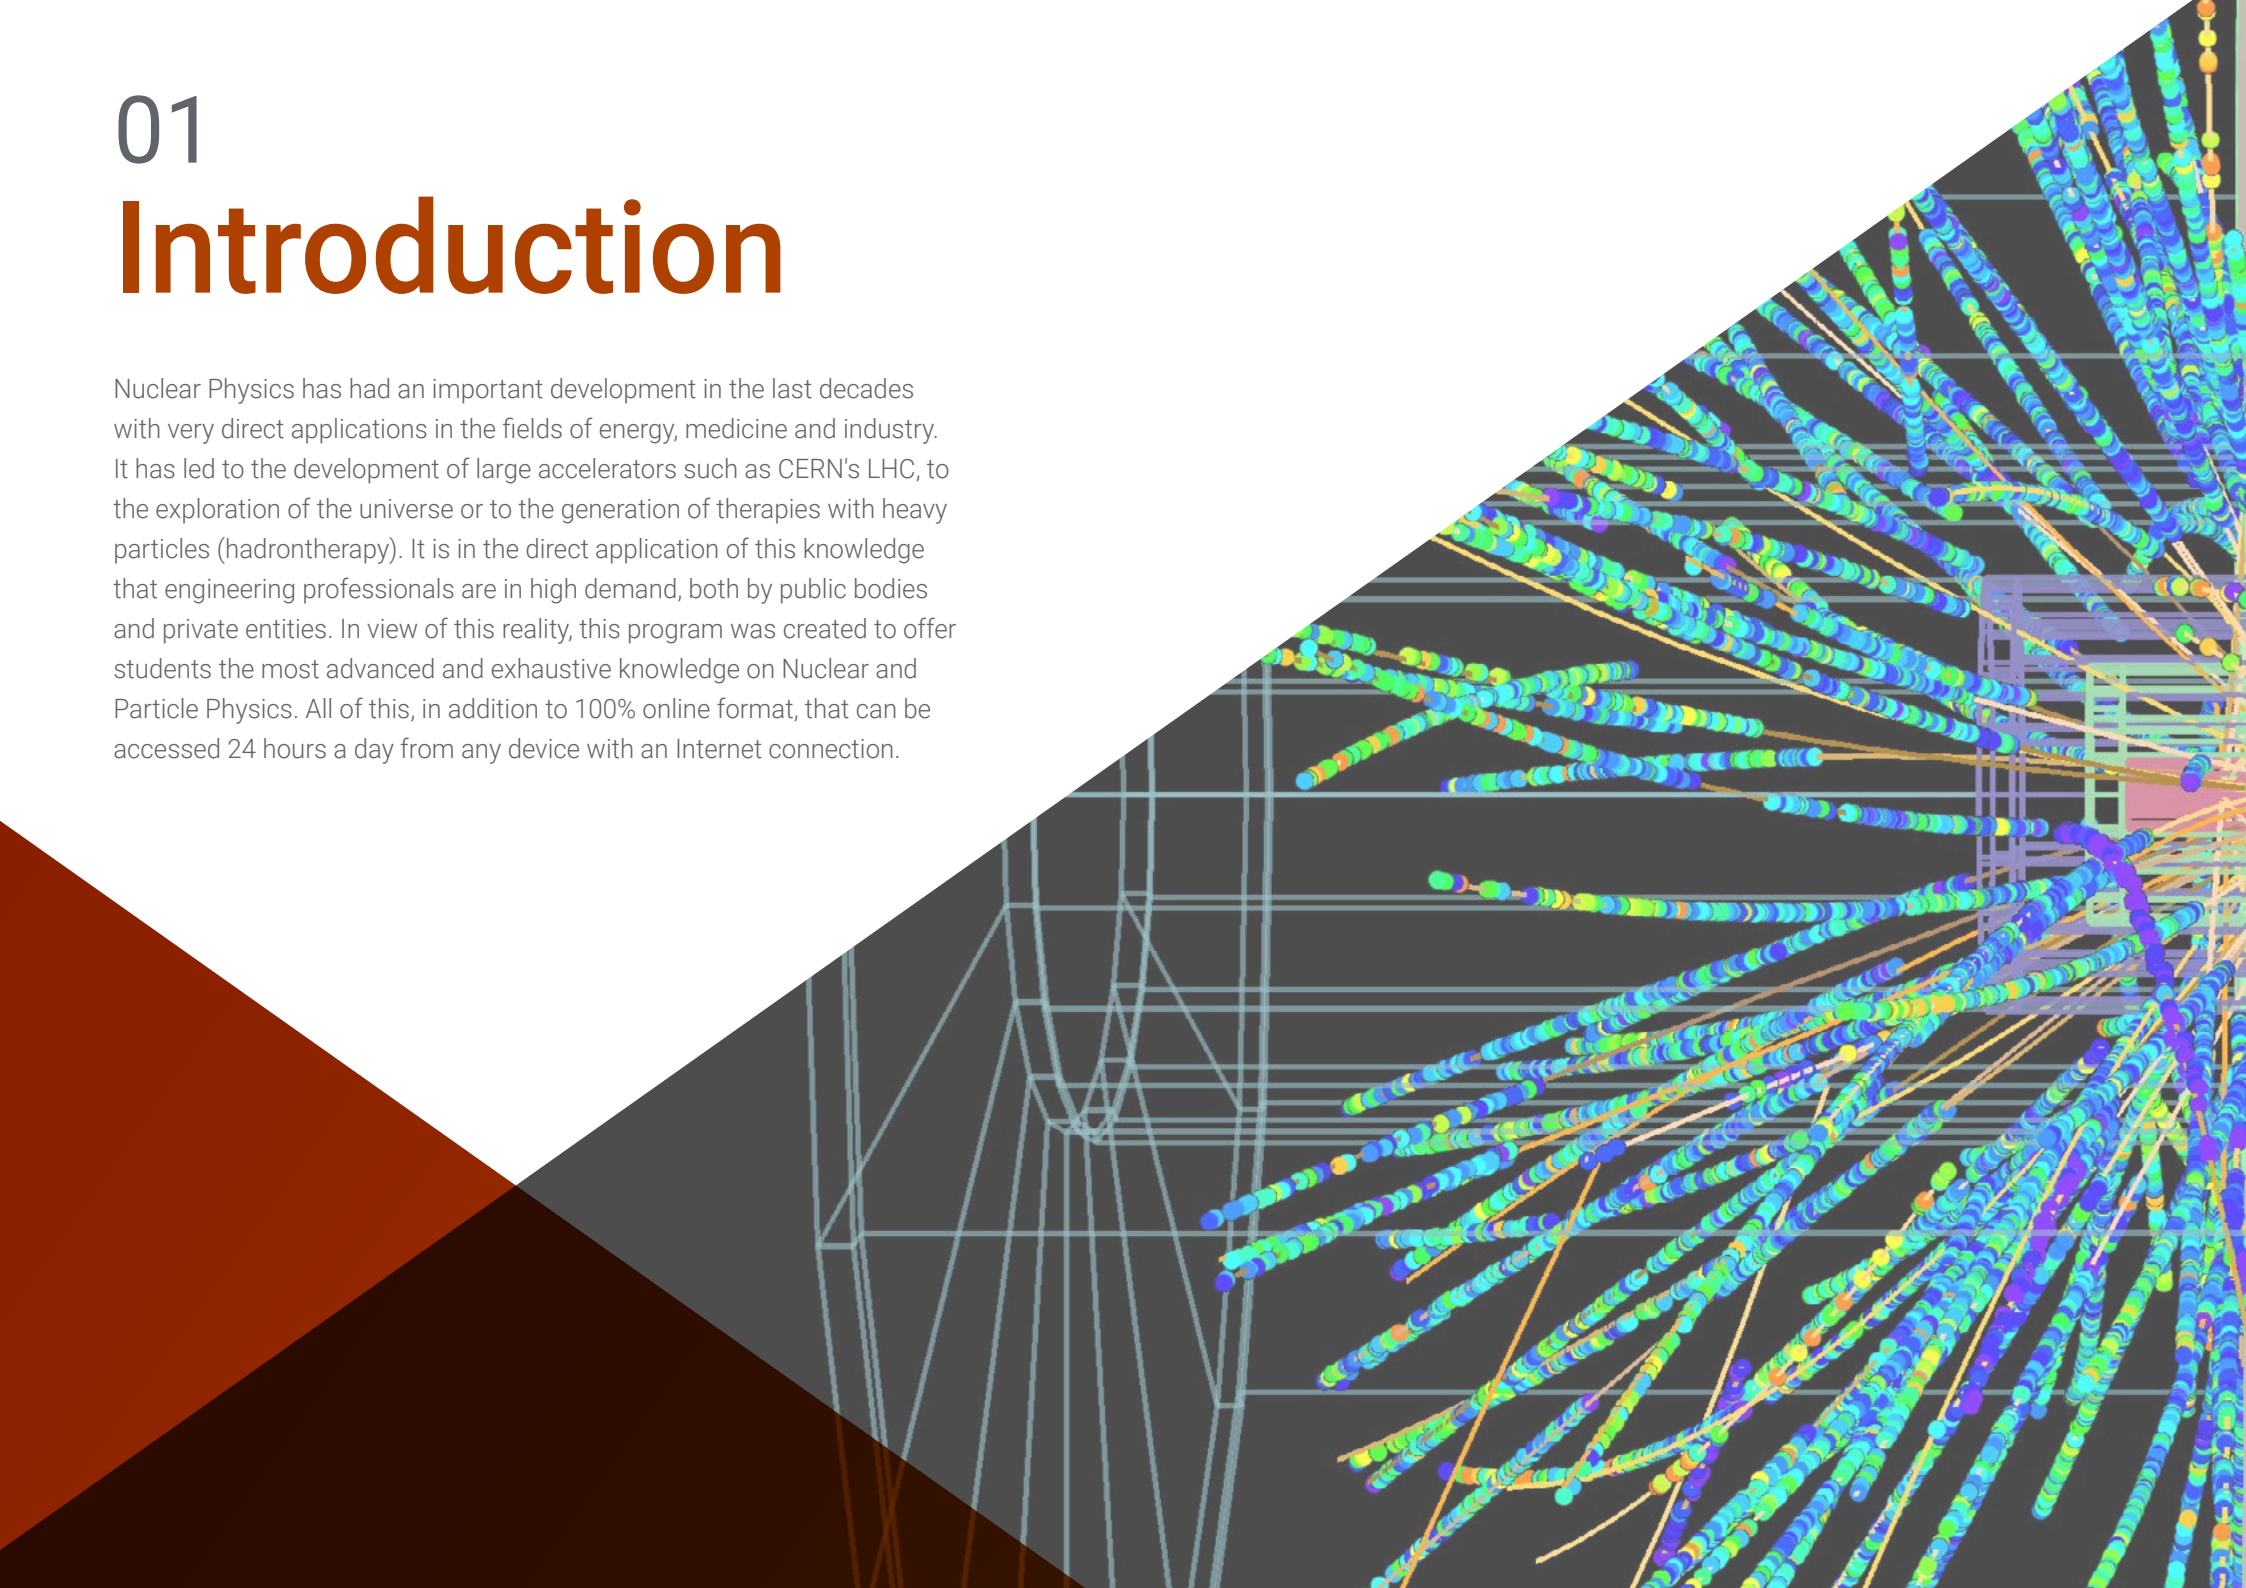 01
Introduction
Nuclear Physics has had an important development in the last decades
with very direct applications in the fields of energy, medicine and industry.
It has led to the development of large accelerators such as CERN's LHC, to
the exploration of the universe or to the generation of therapies with heavy
particles (hadrontherapy). It is in the direct application of this knowledge
that engineering professionals are in high demand, both by public bodies
and private entities. In view of this reality, this program was created to offer
students the most advanced and exhaustive knowledge on Nuclear and
Particle Physics. All of this, in addition to 100% online format, that can be
accessed 24 hours a day from any device with an Internet connection.